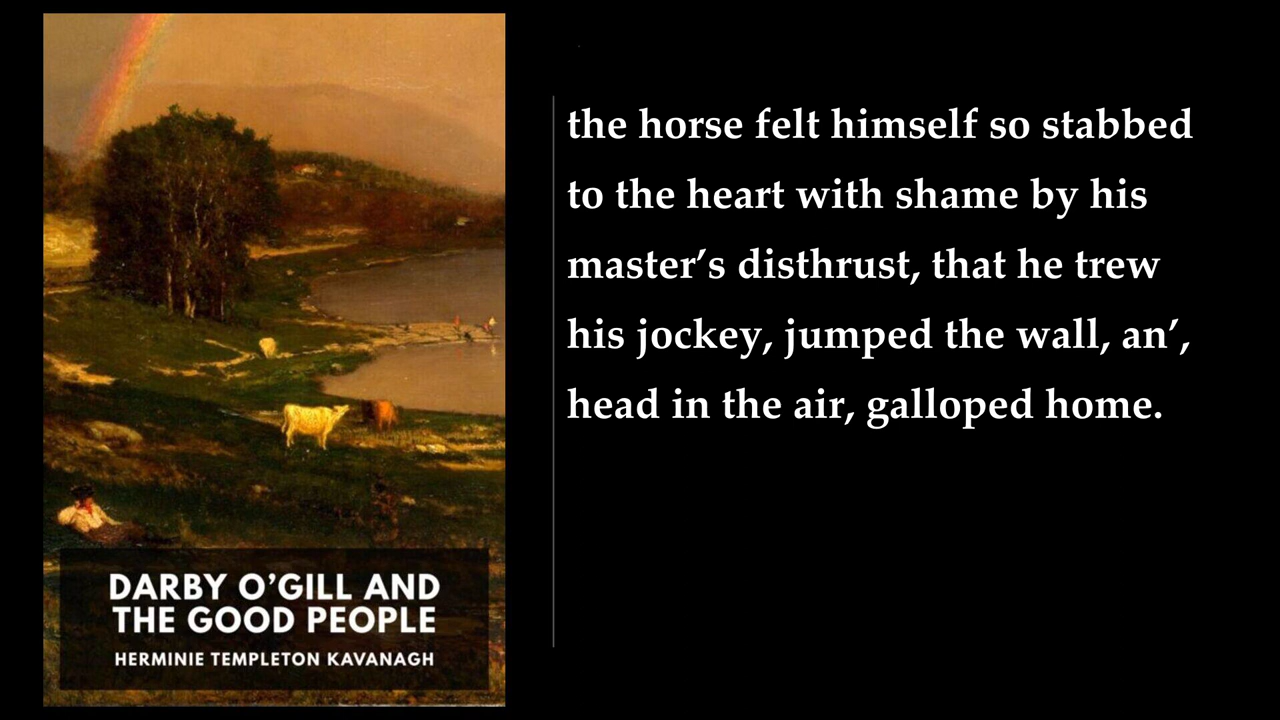 the horse felt himself so stabbed
to the heart with shame by his
master’s disthrust, that he trew
his jockey, jumped the wall, an’,
head in the air, galloped home.
DARBY O’GILL AND
THE GOOD PEOPLE
HERMINIE TEMPLETON KAVANAGH